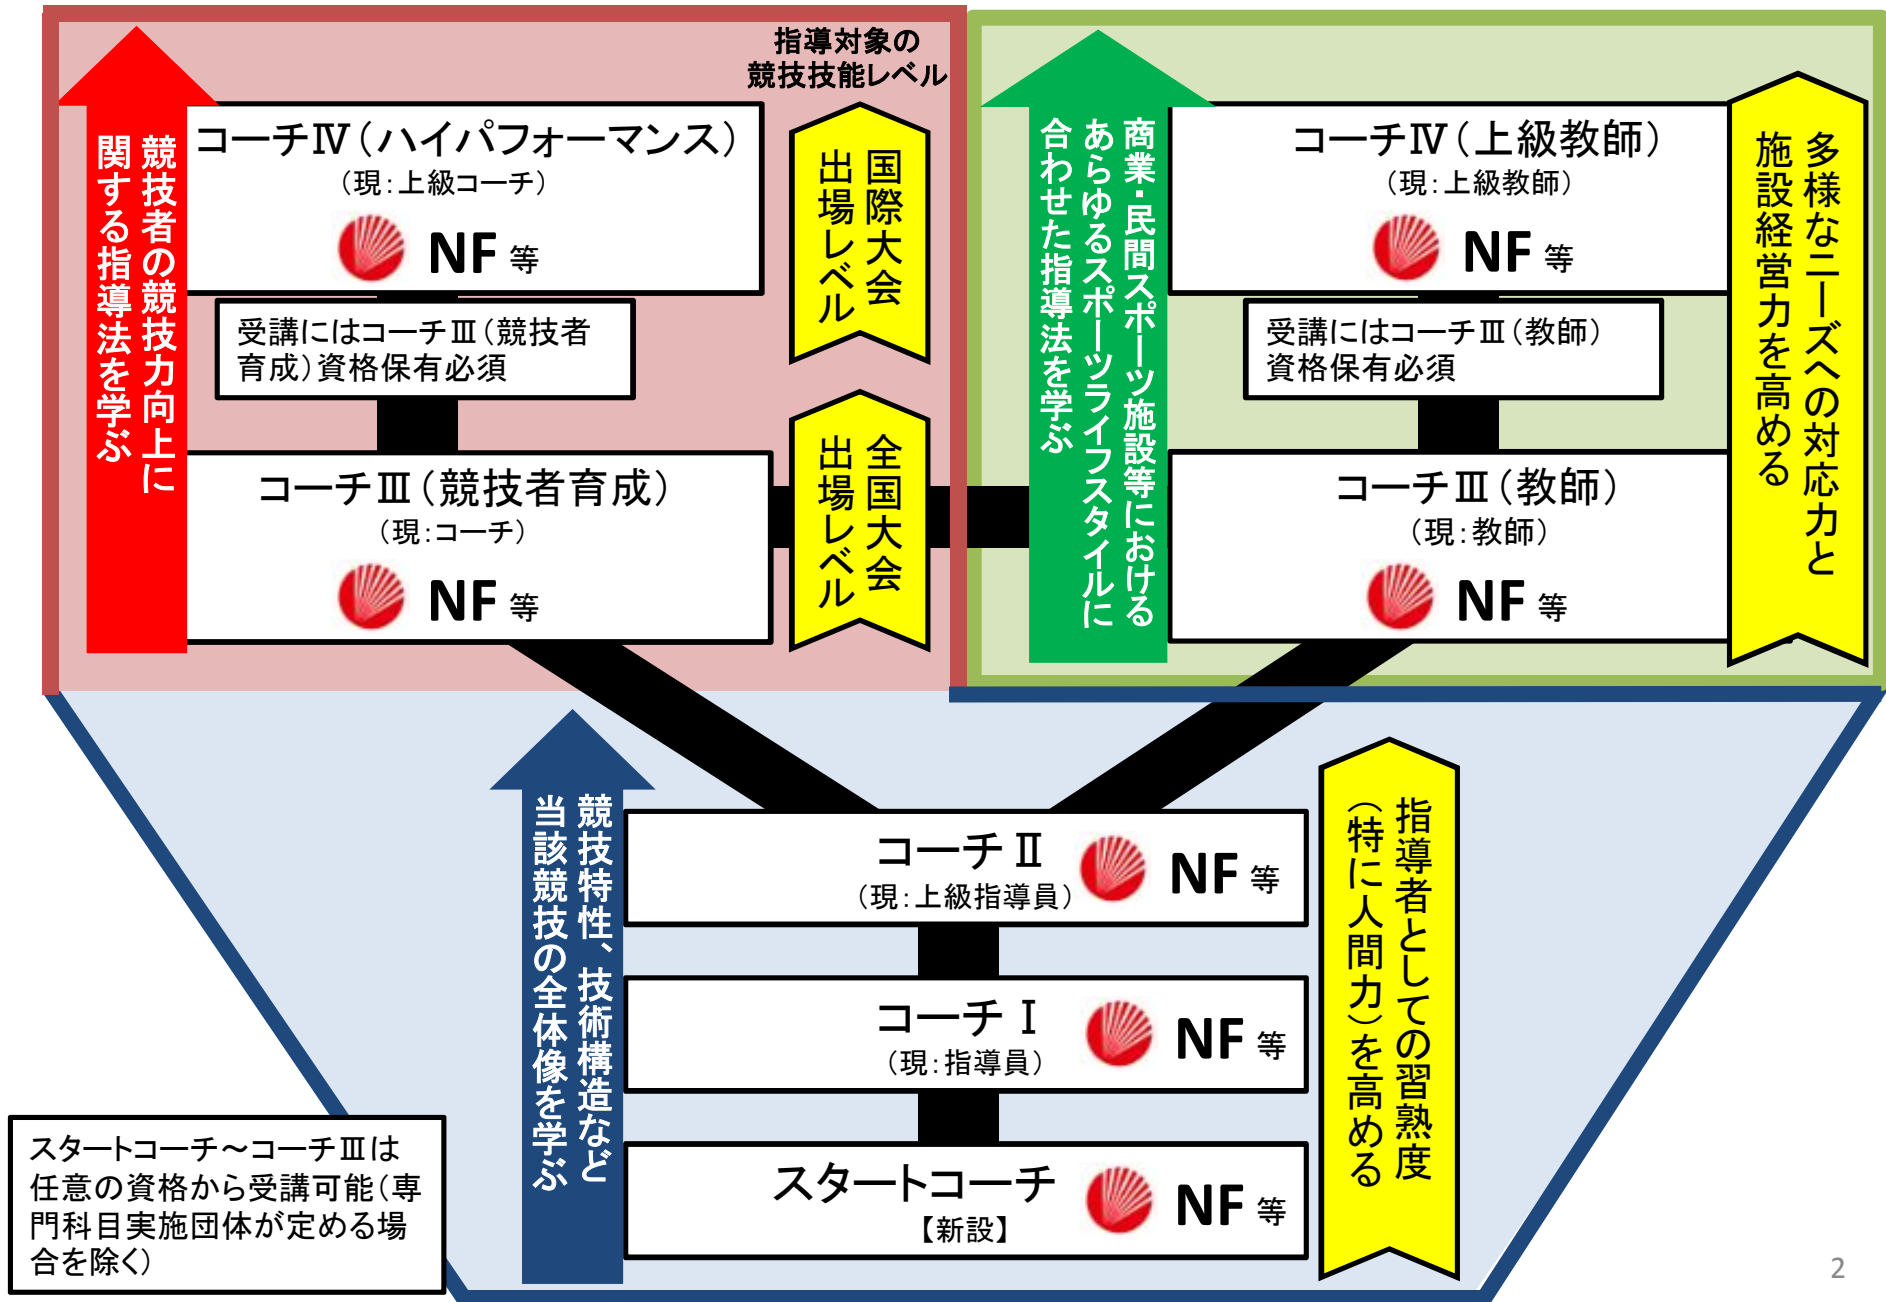 指導対象の
競技技能レベル
競技者の競技力向上に
関する指導法を学ぶ
コーチⅣ(ハイパフォーマンス)
(現:上級コーチ)
NF 等
受講にはコーチⅢ(競技者
育成)資格保有必須
コーチⅢ(競技者育成)
(現:コーチ)
NF 等
国際大会
出場レベル
全国大会
出場レベル
商業・民間スポーツ施設等における
あらゆるスポーツライフスタイルに
合わせた指導法を学ぶ
コーチⅣ(上級教師)
(現:上級教師)
NF 等
受講にはコーチⅢ(教師)
資格保有必須
コーチⅢ(教師)
(現:教師)
NF 等
多様なニーズへの対応力と
施設経営力を高める
競技特性、技術構造など
当該競技の全体像を学ぶ
コーチⅡ
(現:上級指導員)
NF 等
コーチⅠ
(現:指導員)
NF 等
スタートコーチ
【新設】
NF 等
指導者としての習熟度
(特に人間力)を高める
スタートコーチ~コーチⅢは
任意の資格から受講可能(専
門科目実施団体が定める場
合を除く)
2